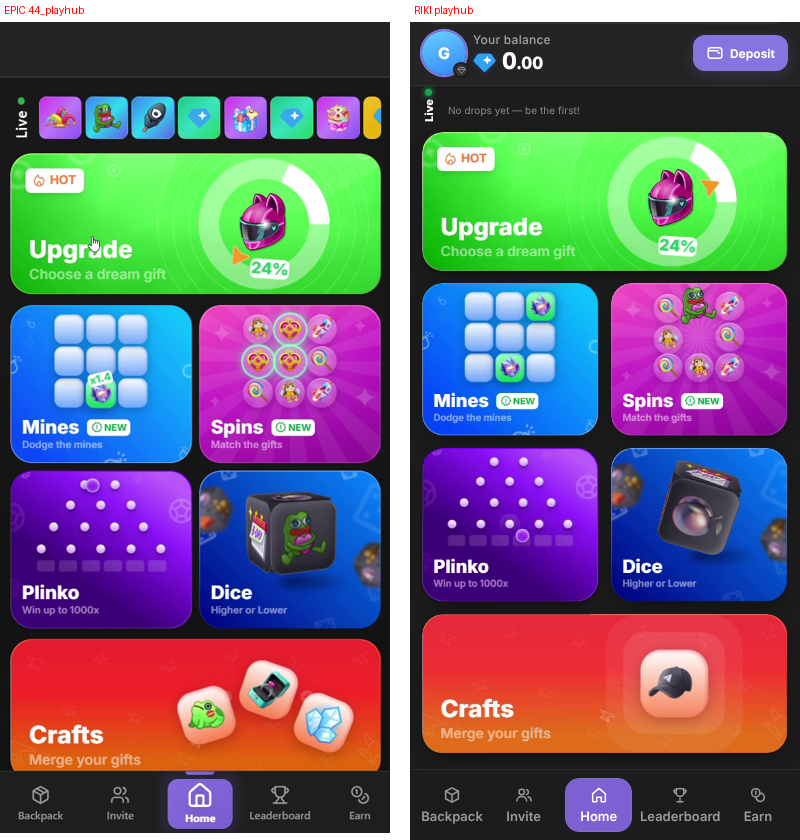 EPIC 44_playhub
Live
HOT
Upgrade
Choose a dream gift
24%
x1.4
Mines
NEW
Dodge the mines
Spins
NEW
Match the gifts
Plinko
Win up to 1000x
Dice
Higher or Lower
Crafts
Merge your gifts
Backpack
Invite
Home
Leaderboard
Earn
RIKI playhub
G
Your balance
0.00
Deposit
Live
No drops yet — be the first!
HOT
Upgrade
Choose a dream gift
24%
Mines
NEW
Dodge the mines
Spins
NEW
Match the gifts
Plinko
Win up to 1000x
Dice
Higher or Lower
Crafts
Merge your gifts
Backpack
Invite
Home
Leaderboard
Earn